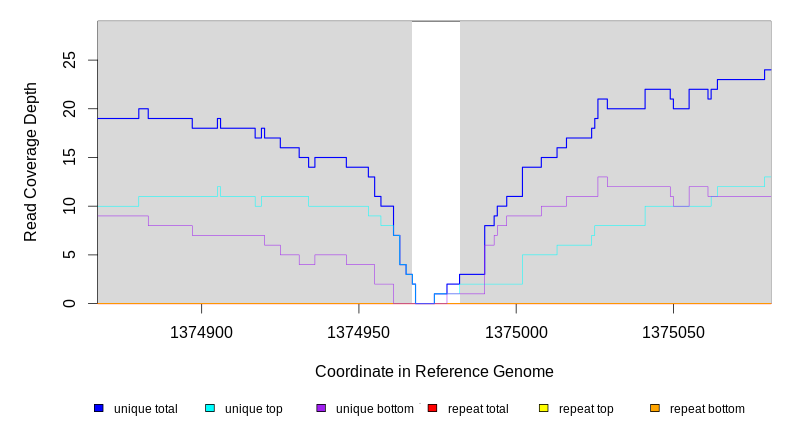 Read Coverage Depth
25
20
15
10
5
0
1374900 1374950 1375000 1375050
Coordinate in Reference Genome
unique total unique top unique bottom repeat total repeat top repeat bottom